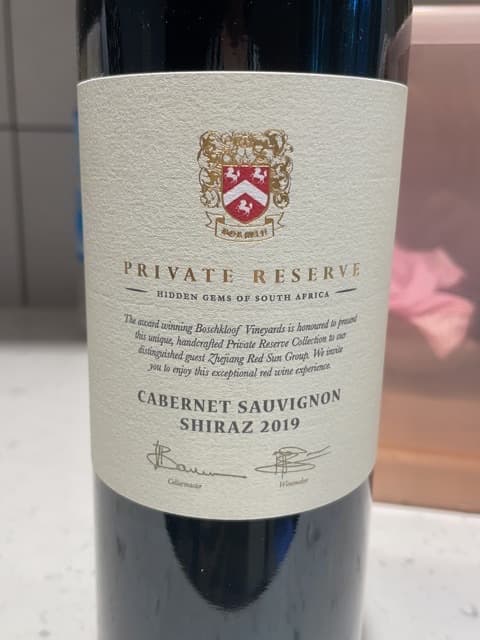 PRIVATE RESERVE
HIDDEN GEMS OF SOUTH AFRICA
The award winning Boschkloof Vineyards is honoured to present
this unique, handcrafted Private Reserve Collection to our
distinguished guest Zhejiang Red Sun Group. We invite
you to enjoy this exceptional red wine experience.
CABERNET SAUVIGNON
SHIRAZ 2019
Cellarmaster Winemaker